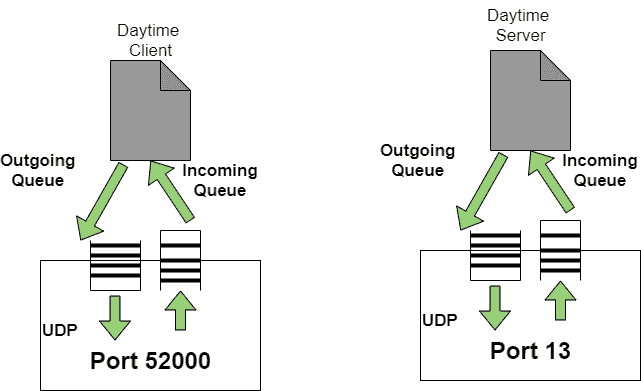 Daytime
Client
Outgoing
Queue
Incoming
Queue
UDP
Port 52000
Daytime
Server
Outgoing
Queue
Incoming
Queue
UDP
Port 13